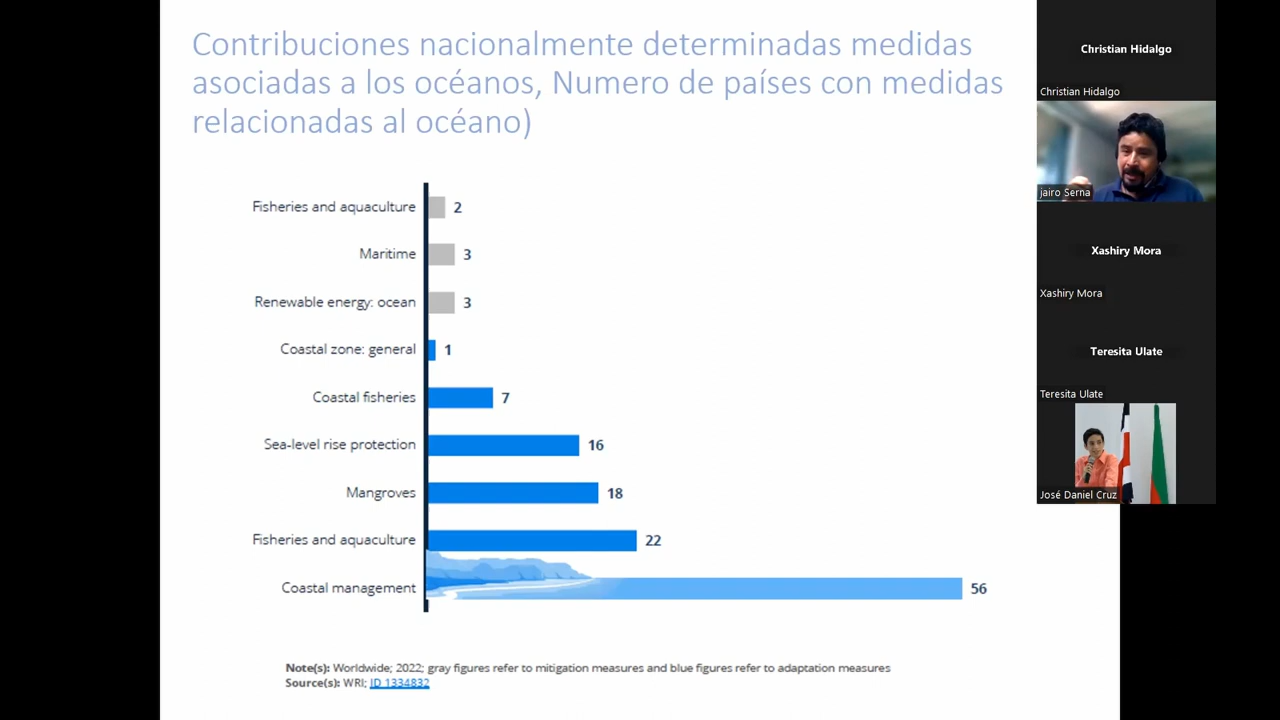 Contribuciones nacionalmente determinadas medidas
asociadas a los océanos, Numero de países con medidas
relacionadas al océano)
Fisheries and aquaculture 2
Maritime 3
Renewable energy: ocean 3
Coastal zone: general 1
Coastal fisheries 7
Sea-level rise protection 16
Mangroves 18
Fisheries and aquaculture 22
Coastal management 56
Note(s): Worldwide; 2022; gray figures refer to mitigation measures and blue figures refer to adaptation measures
Source(s): WRI; ID 1334832
Christian Hidalgo
Christian Hidalgo
jairo Serna
Xashiry Mora
Xashiry Mora
Teresita Ulate
Teresita Ulate
José Daniel Cruz